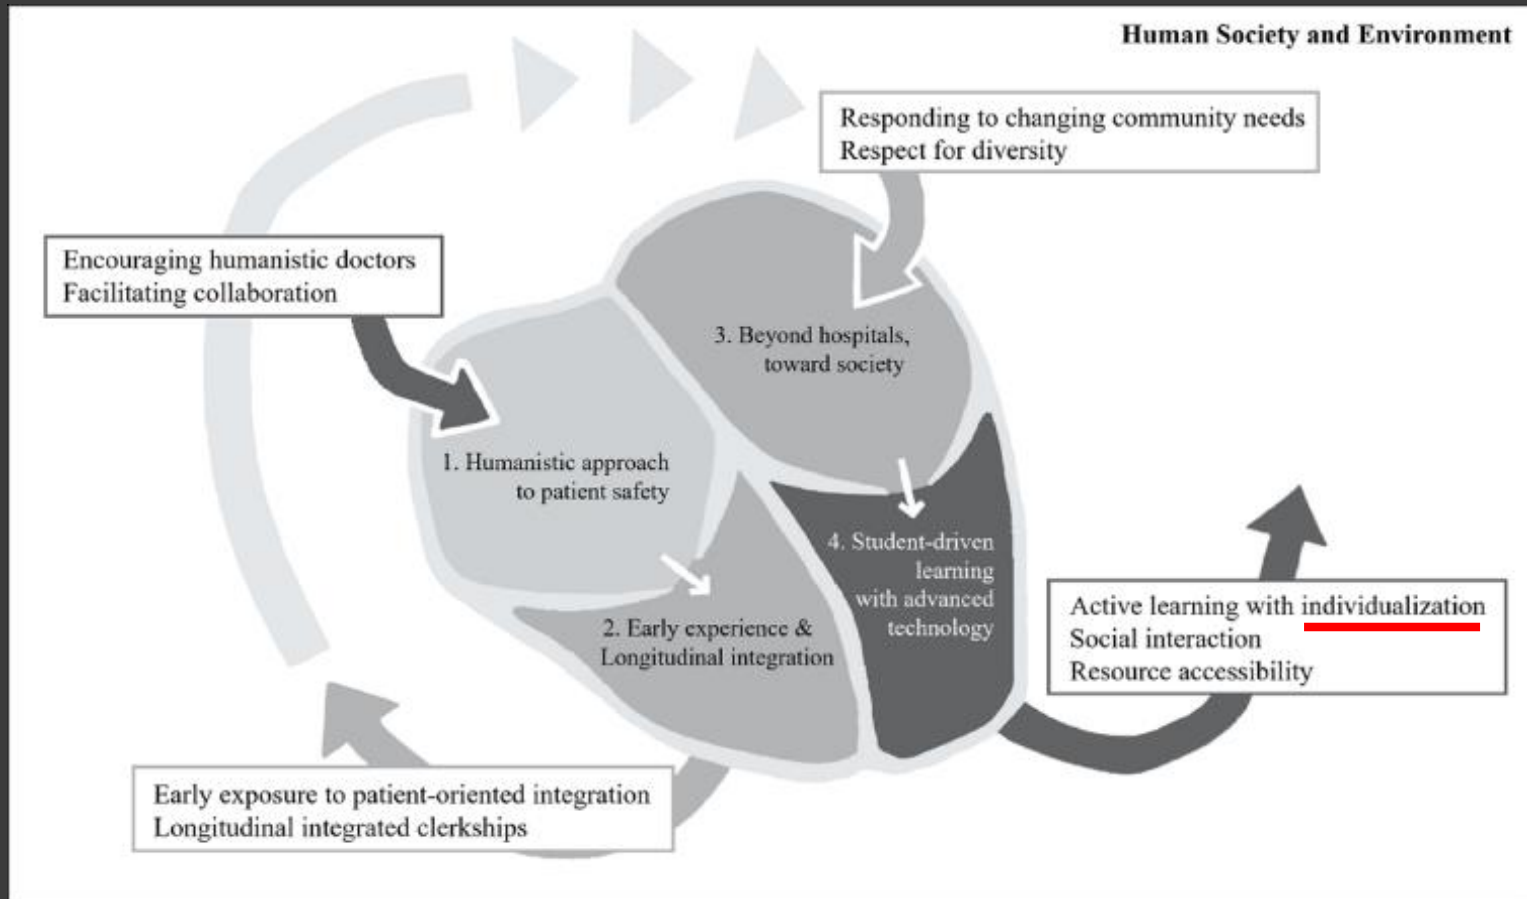 Human Society and Environment
Responding to changing community needs
Respect for diversity
Encouraging humanistic doctors
Facilitating collaboration
3. Beyond hospitals,
toward society
1. Humanistic approach
to patient safety
4. Student-driven
learning
with advanced
technology
2. Early experience &
Longitudinal integration
Active learning with individualization
Social interaction
Resource accessibility
Early exposure to patient-oriented integration
Longitudinal integrated clerkships